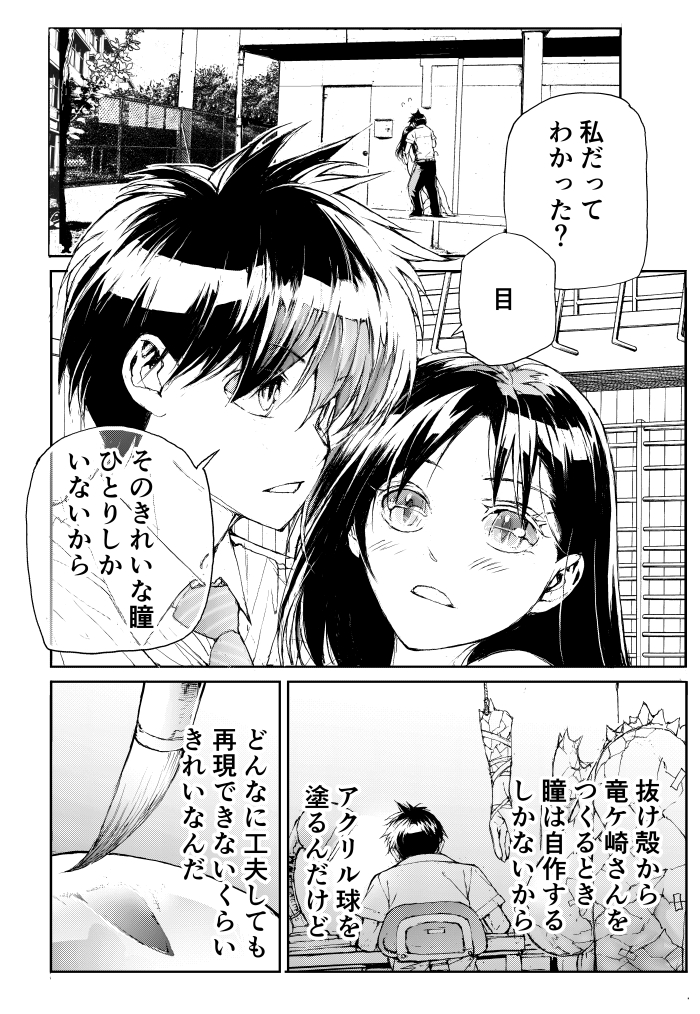 私だって
わかった？
目
そのきれいな瞳
ひとりしか
いないから
抜け殻から
竜ケ崎さんを
つくるとき
瞳は自作する
しかないから
アクリル球を
塗るんだけど
どんなに工夫しても
再現できないくらい
きれいなんだ